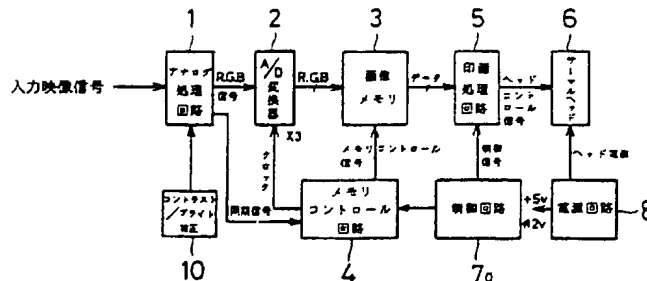 1
2
3
5
6
入力映像信号
アナログ
処理
回路
R.G.B
信号
A/D
変換器
X3
R.G.B
画像
メモリ
データ
印画
処理
回路
ヘッド
コント
ロール
信号
サーマルヘッド
クロック
メモリコントロール
信号
制御
信号
ヘッド電源
同期信号
コントラスト
/ブライト
補正
メモリ
コントロール
回路
制御回路
+5v
電源回路
8
10
4
7a